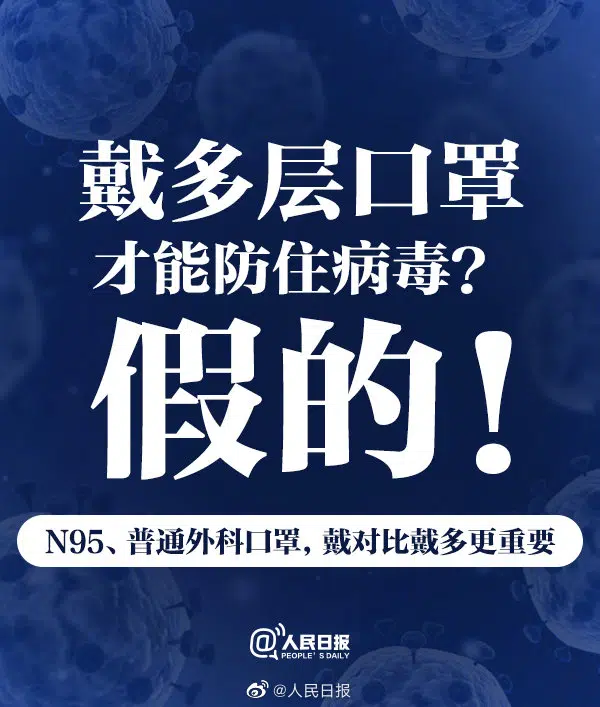 戴多层口罩
才能防住病毒?
假的!
N95、普通外科口罩,戴对比戴多更重要
@人民日报
PEOPLE'S DAILY
@人民日报